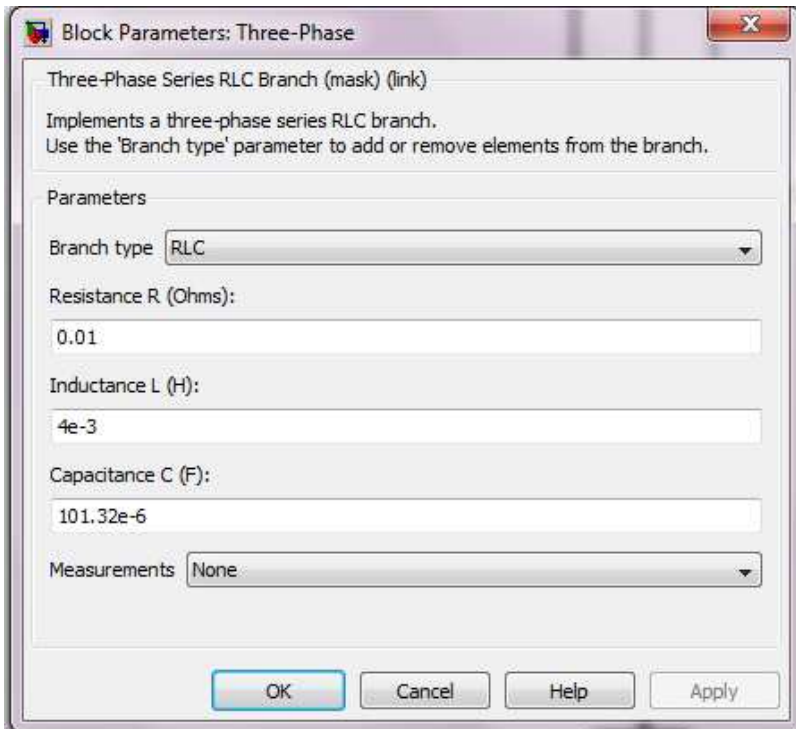 Block Parameters: Three-Phase
Three-Phase Series RLC Branch (mask) (link)
Implements a three-phase series RLC branch.
Use the 'Branch type' parameter to add or remove elements from the branch.
Parameters
Branch type RLC
Resistance R (Ohms):
0.01
Inductance L (H):
4e-3
Capacitance C (F):
101.32e-6
Measurements None
OK Cancel Help Apply